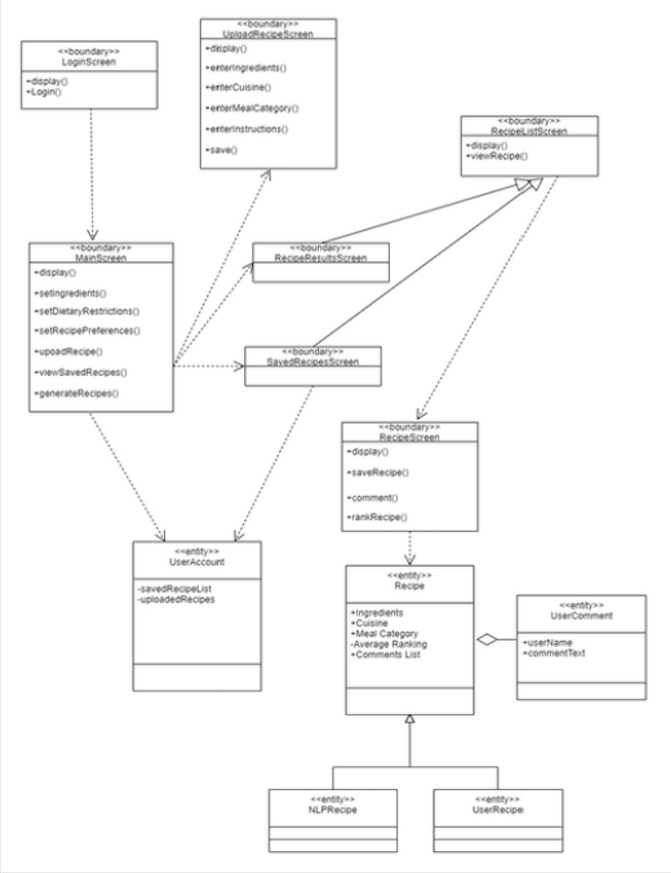 <<boundary>>
LoginScreen
+display()
+Login()
<<boundary>>
UploadRecipeScreen
+display()
+enterIngredients()
+enterCuisine()
+enterMealCategory()
+enterInstructions()
+save()
<<boundary>>
RecipeListScreen
+display()
+viewRecipe()
<<boundary>>
MainScreen
+display()
+setIngredients()
+setDietaryRestrictions()
+setRecipePreferences()
+upoadRecipe()
+viewSavedRecipes()
+generateRecipes()
<<boundary>>
RecipeResultsScreen
<<boundary>>
SavedRecipesScreen
<<boundary>>
RecipeScreen
+display()
+saveRecipe()
+comment()
+rankRecipe()
<<entity>>
UserAccount
-savedRecipeList
-uploadedRecipes
<<entity>>
Recipe
+Ingredients
+Cuisine
+Meal Category
-Average Ranking
+Comments List
<<entity>>
UserComment
+userName
+commentText
<<entity>>
NLPRecipe
<<entity>>
UserRecipe